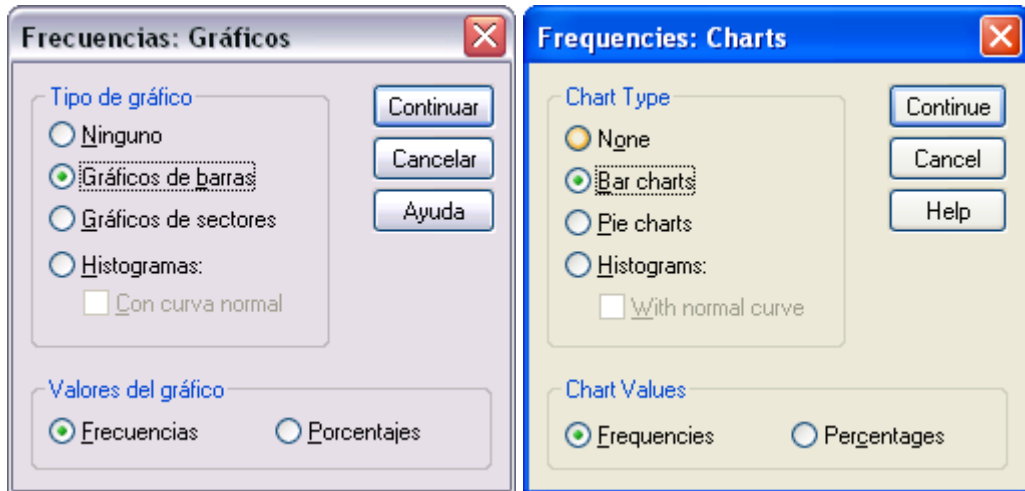 Frecuencias: Gráficos
Tipo de gráfico
Ninguno
Gráficos de barras
Gráficos de sectores
Histogramas:
Con curva normal
Continuar
Cancelar
Ayuda
Valores del gráfico
Frecuencias Porcentajes
Frequencies: Charts
Chart Type
None
Bar charts
Pie charts
Histograms:
With normal curve
Continue
Cancel
Help
Chart Values
Frequencies Percentages